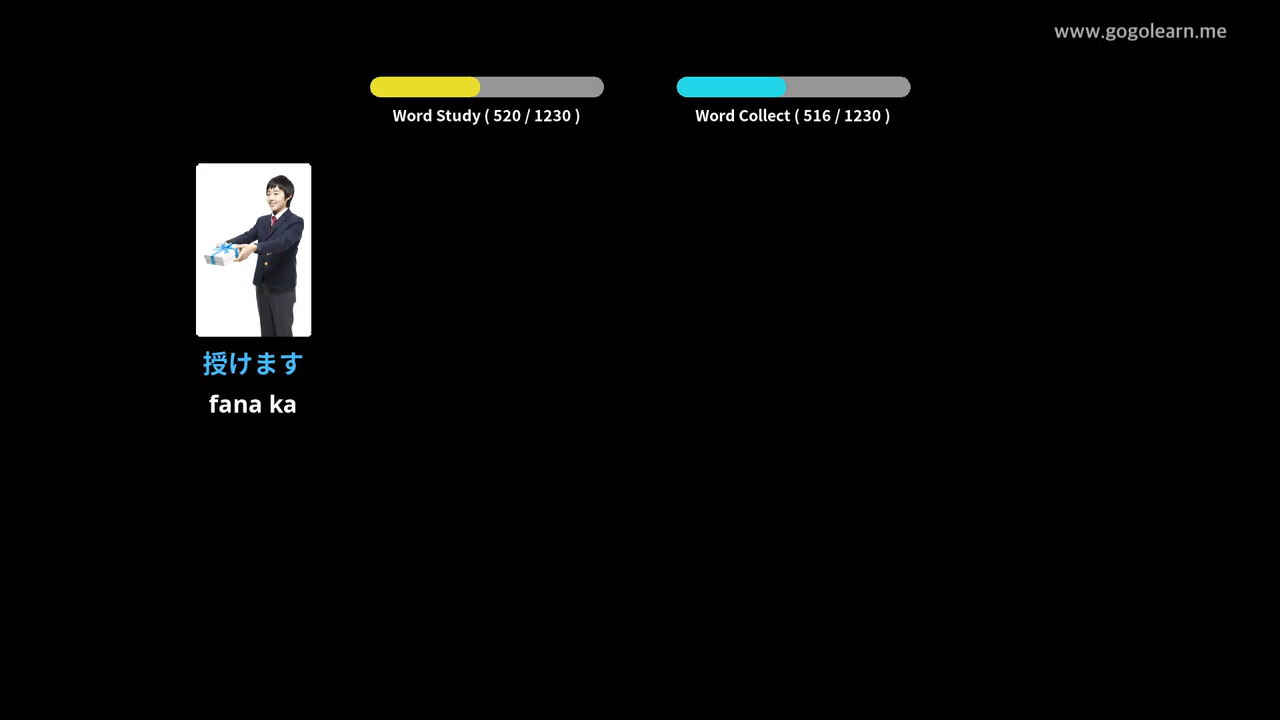 www.gogolearn.me
Word Study ( 520 / 1230 )
Word Collect ( 516 / 1230 )
授けます
fana ka